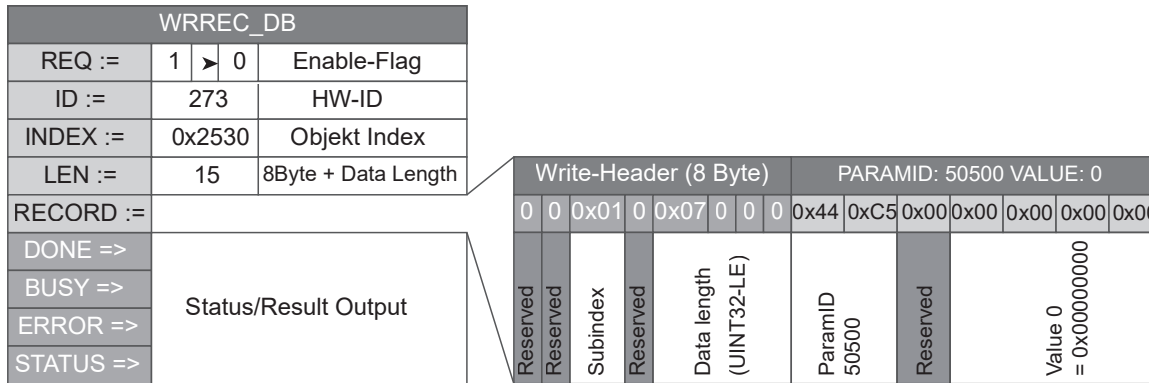 WRREC_DB
REQ := 1 ➤ 0 Enable-Flag
ID := 273 HW-ID
INDEX := 0x2530 Objekt Index
LEN := 15 8Byte + Data Length
RECORD :=
DONE =>
BUSY =>
ERROR =>
STATUS =>
Status/Result Output
Write-Header (8 Byte) PARAMID: 50500 VALUE: 0
0 0 0x01 0 0x07 0 0 0 0x44 0xC5 0x00 0x00 0x00 0x00 0x00
Reserved
Reserved
Subindex
Reserved
Data length
(UINT32-LE)
ParamID
50500
Reserved
Value 0
= 0x00000000